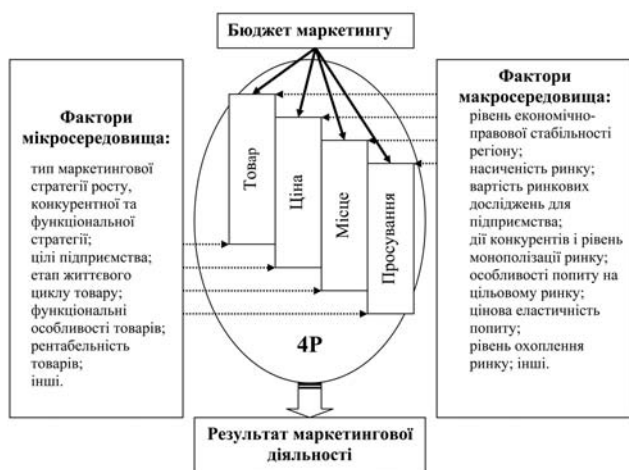 Бюджет маркетингу
Фактори
мікросередовища:
тип маркетингової
стратегії росту,
конкурентної та
функціональної
стратегії;
цілі підприємства;
етап життєвого
циклу товару;
функціональні
особливості товарів;
рентабельність
товарів;
інші.
Товар
Ціна
Місце
Просування
4Р
Фактори
макросередовища:
рівень економічно-
правової стабільності
регіону;
насиченість ринку;
вартість ринкових
досліджень для
підприємства;
дії конкурентів і рівень
монополізації ринку;
особливості попиту на
цільовому ринку;
цінова еластичність
попиту;
рівень охоплення
ринку; інші.
Результат маркетингової
діяльності